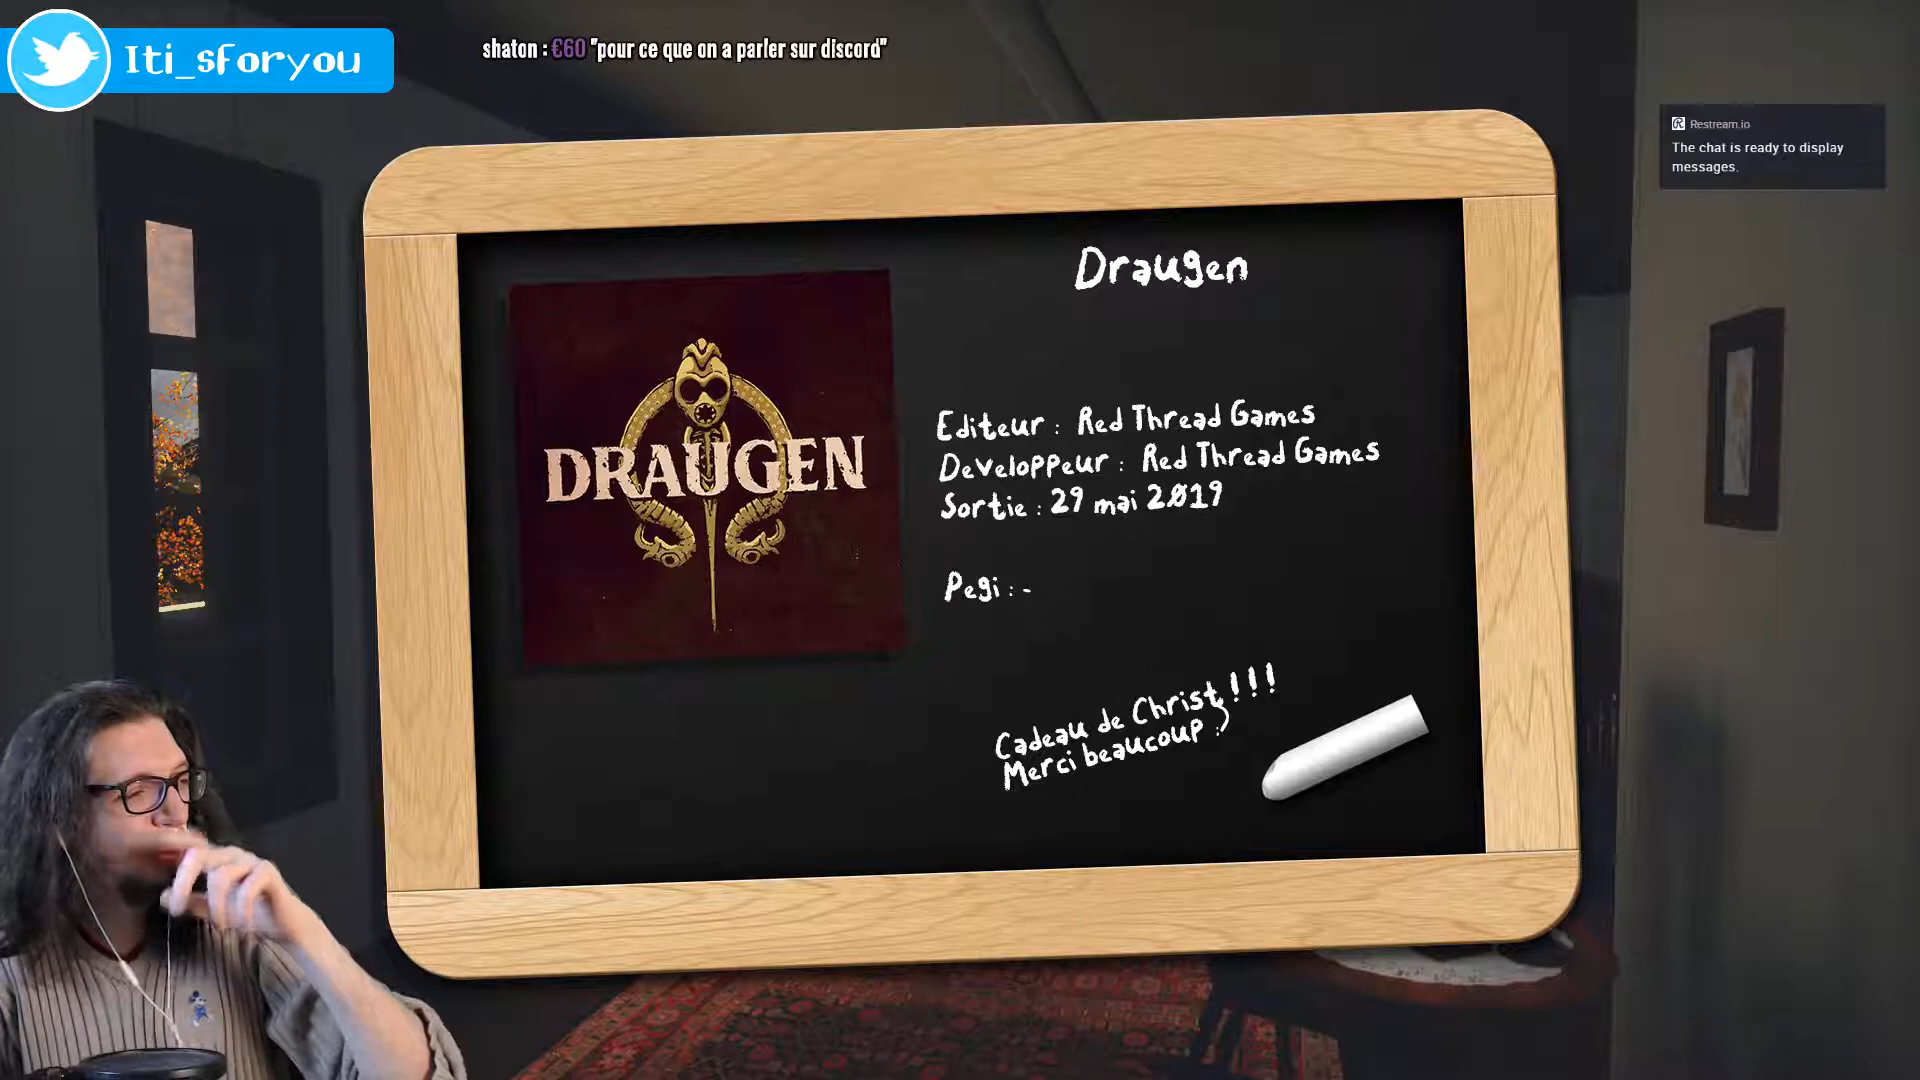 Iti_sforyou
shaton : €60 "pour ce que on a parler sur discord"
Restream.io
The chat is ready to display
messages.
Draugen
DRAUGEN
Editeur : Red Thread Games
Developpeur : Red Thread Games
Sortie : 29 mai 2019
Pegi : -
Cadeau de Christ !!!
Merci beaucoup :)